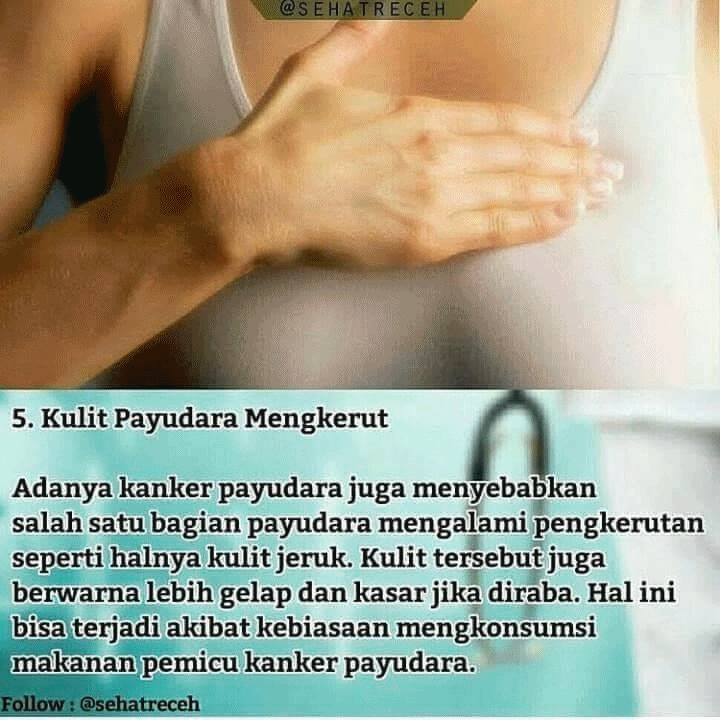 @SEHATRECEH
5. Kulit Payudara Mengkerut
Adanya kanker payudara juga menyebabkan
salah satu bagian payudara mengalami pengkerutan
seperti halnya kulit jeruk. Kulit tersebut juga
berwarna lebih gelap dan kasar jika diraba. Hal ini
bisa terjadi akibat kebiasaan mengkonsumsi
makanan pemicu kanker payudara.
Follow : @sehatreceh